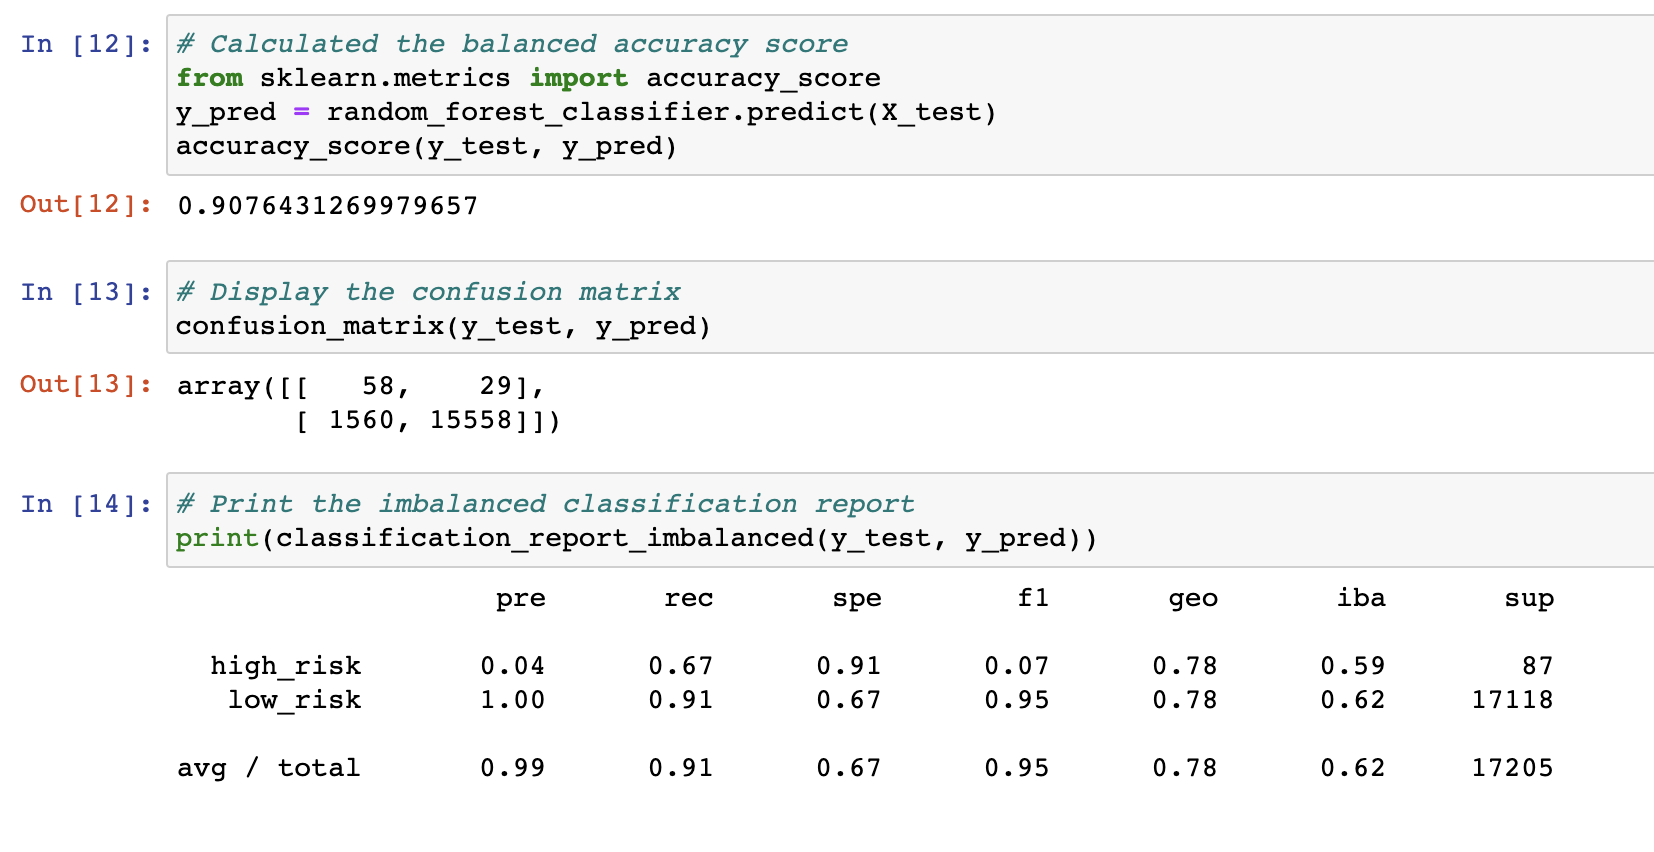 In [12]: # Calculated the balanced accuracy score
from sklearn.metrics import accuracy_score
y_pred = random_forest_classifier.predict(X_test)
accuracy_score(y_test, y_pred)
Out[12]: 0.9076431269979657
In [13]: # Display the confusion matrix
confusion_matrix(y_test, y_pred)
Out[13]: array([[   58,    29],
       [ 1560, 15558]])
In [14]: # Print the imbalanced classification report
print(classification_report_imbalanced(y_test, y_pred))
                   pre       rec       spe        f1       geo       iba       sup
  high_risk       0.04      0.67      0.91      0.07      0.78      0.59        87
   low_risk       1.00      0.91      0.67      0.95      0.78      0.62     17118
avg / total       0.99      0.91      0.67      0.95      0.78      0.62     17205